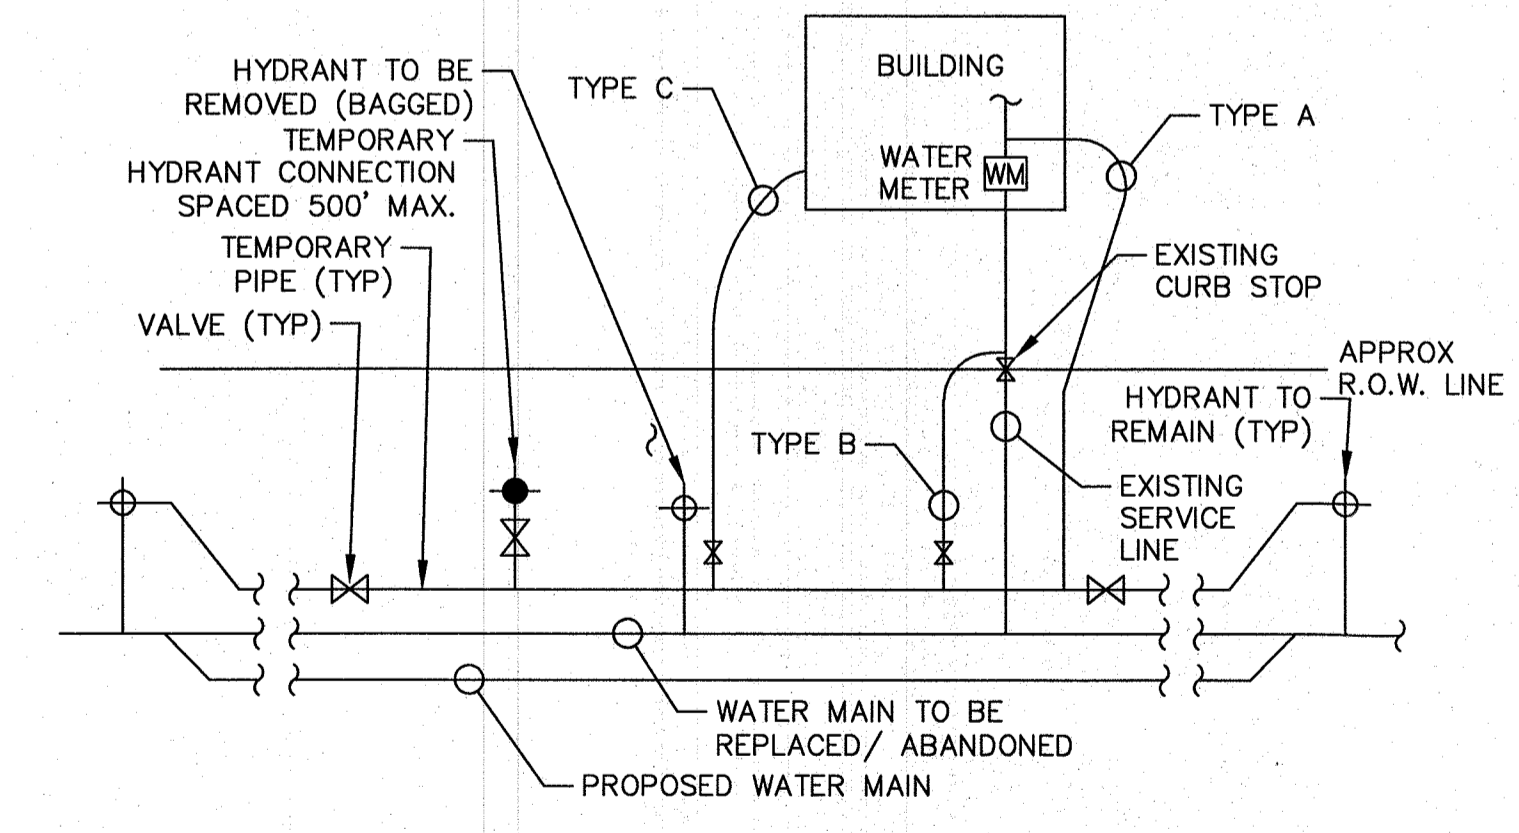 HYDRANT TO BE
REMOVED (BAGGED)
TEMPORARY
HYDRANT CONNECTION
SPACED 500' MAX.
TEMPORARY
PIPE (TYP)
VALVE (TYP)
TYPE C
BUILDING
WATER
METER
WM
TYPE A
EXISTING
CURB STOP
APPROX
R.O.W. LINE
HYDRANT TO
REMAIN (TYP)
TYPE B
EXISTING
SERVICE
LINE
WATER MAIN TO BE
REPLACED/ ABANDONED
PROPOSED WATER MAIN